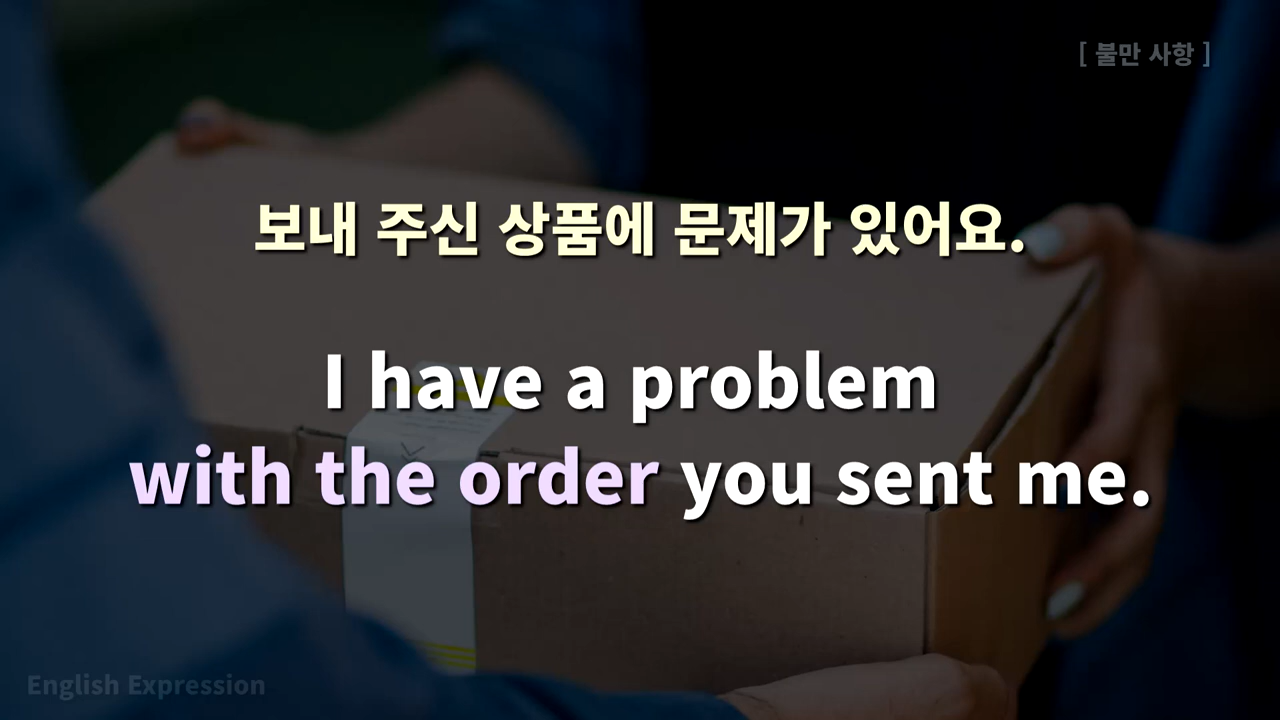 [ 불만 사항 ]
보내 주신 상품에 문제가 있어요.
I have a problem
with the order you sent me.
English Expression